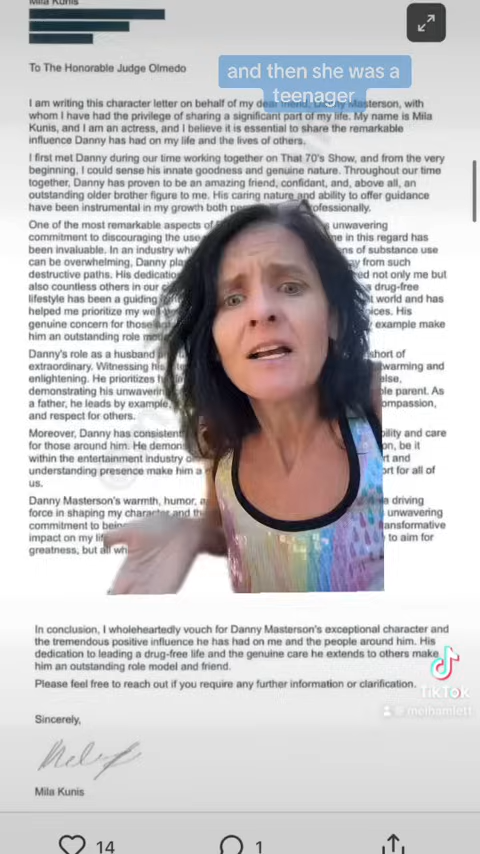 Mila Kunis
To The Honorable Judge Olmedo
and then she was a
teenager
I am writing this character letter on behalf of my dear friend, Danny Masterson, with
whom I have had the privilege of sharing a significant part of my life. My name is Mila
Kunis, and I am an actress, and I believe it is essential to share the remarkable
influence Danny has had on my life and the lives of others.
I first met Danny during our time working together on That 70's Show, and from the very
beginning, I could sense his innate goodness and genuine nature. Throughout our time
together, Danny has proven to be an amazing friend, confidant, and, above all, an
outstanding older brother figure to me. His caring nature and ability to offer guidance
have been instrumental in my growth both professionally.
One of the most remarkable aspects of unwavering
commitment to discouraging the use in this regard has
been invaluable. In an industry of substance use
can be overwhelming, Danny from such
destructive paths. His not only me but
also countless others in our drug-free
lifestyle has been a guiding world and has
helped me prioritize my His
genuine concern for those example make
him an outstanding role
Danny's role as a husband short of
extraordinary. Witnessing his
enlightening. He prioritizes
demonstrating his parent. As
a father, he leads by example,
and respect for others.
Moreover, Danny has and care
for those around him. He be it
within the entertainment industry and
understanding presence make him a for all of
us.
Danny Masterson's warmth, humor, driving
force in shaping my character and unwavering
commitment to
impact on my to aim for
greatness, but all
In conclusion, I wholeheartedly vouch for Danny Masterson's exceptional character and
the tremendous positive influence he has had on me and the people around him. His
dedication to leading a drug-free life and the genuine care he extends to others make
him an outstanding role model and friend.
Please feel free to reach out if you require any further information or clarification.
TikTok
Sincerely,
Mila Kunis
14
1